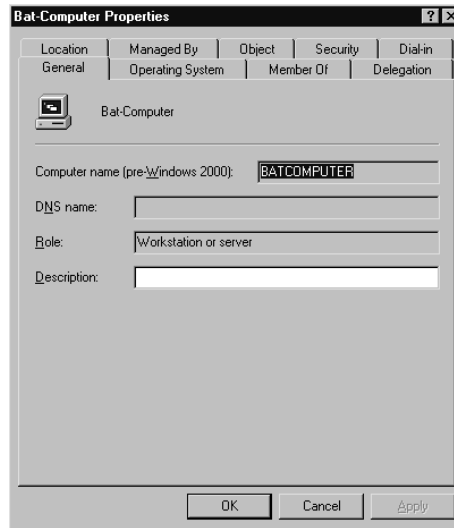 Bat-Computer Properties ? X
Location Managed By Object Security Dial-in
General Operating System Member Of Delegation
Bat-Computer
Computer name (pre-Windows 2000): BATCOMPUTER
DNS name:
Role: Workstation or server
Description:
OK Cancel Apply